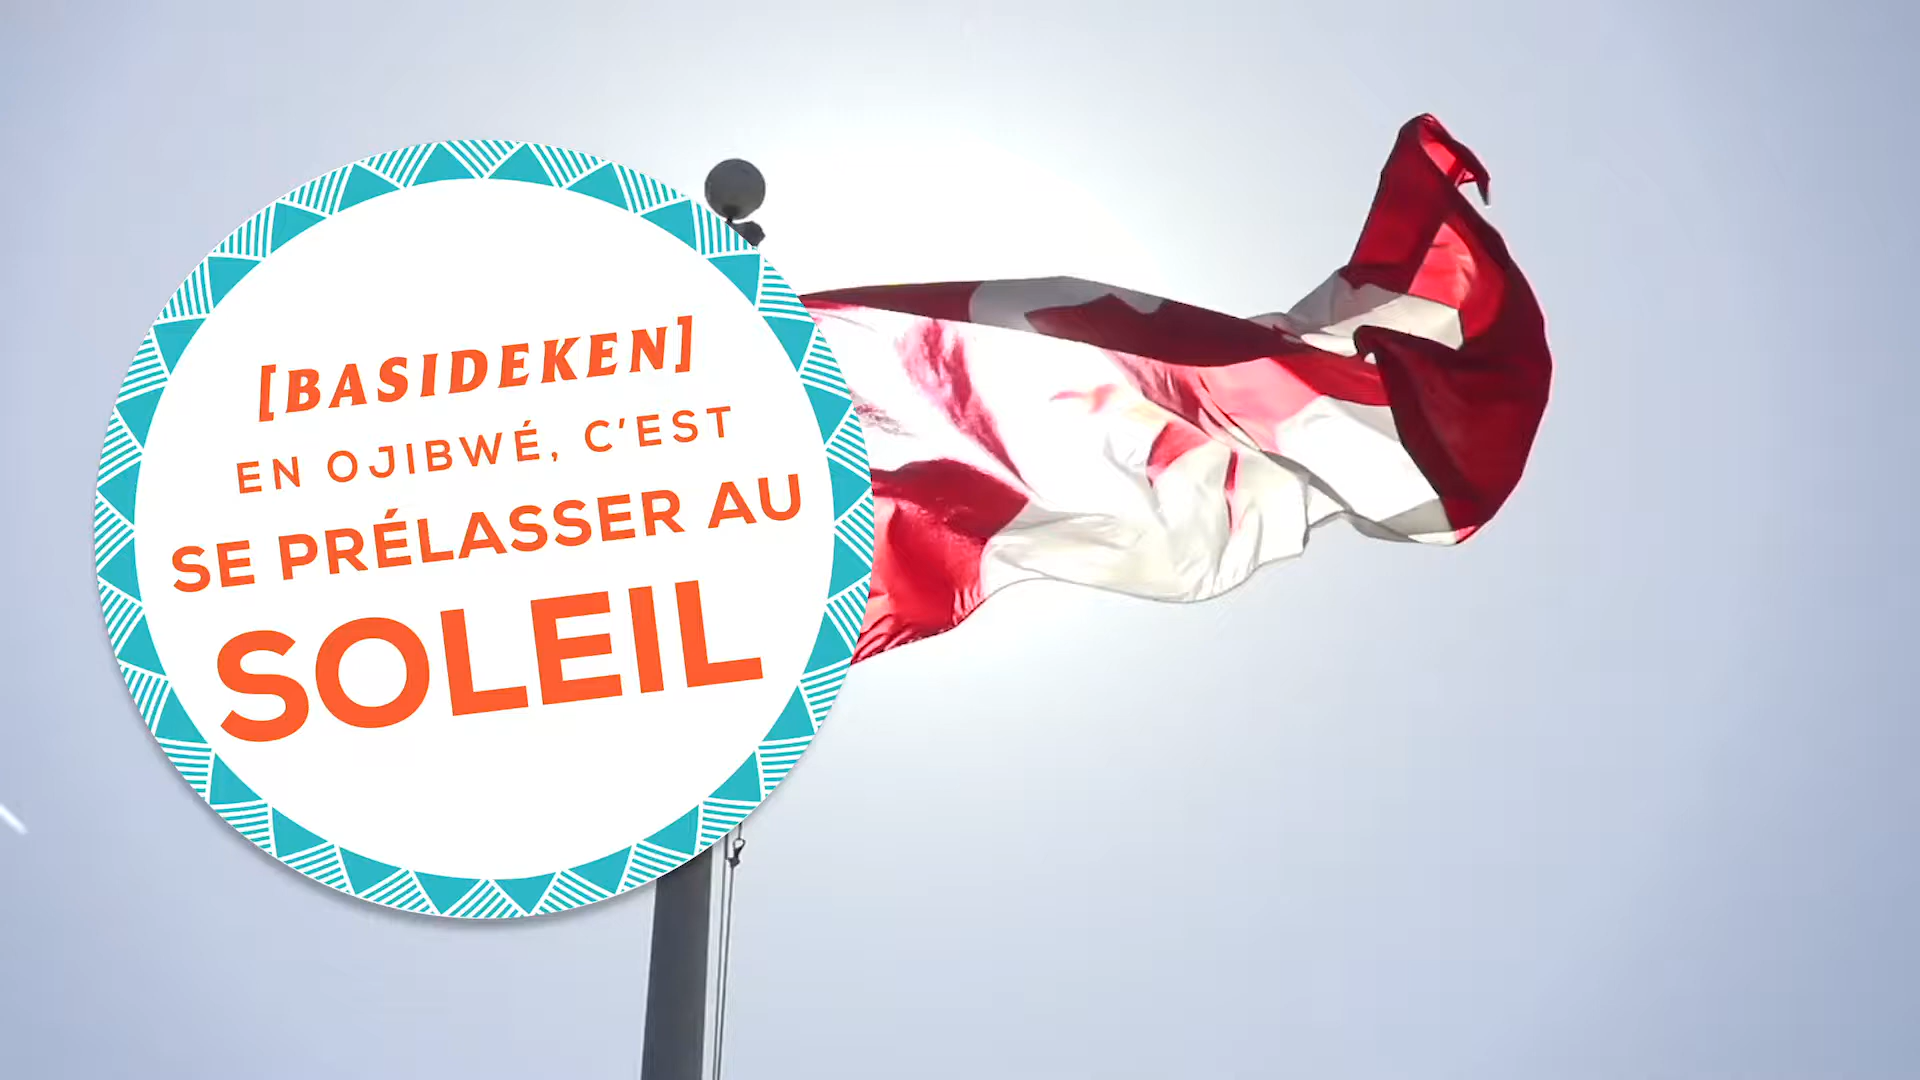 [BASIDEKEN]
EN OJIBWÉ, C'EST
SE PRÉLASSER AU
SOLEIL